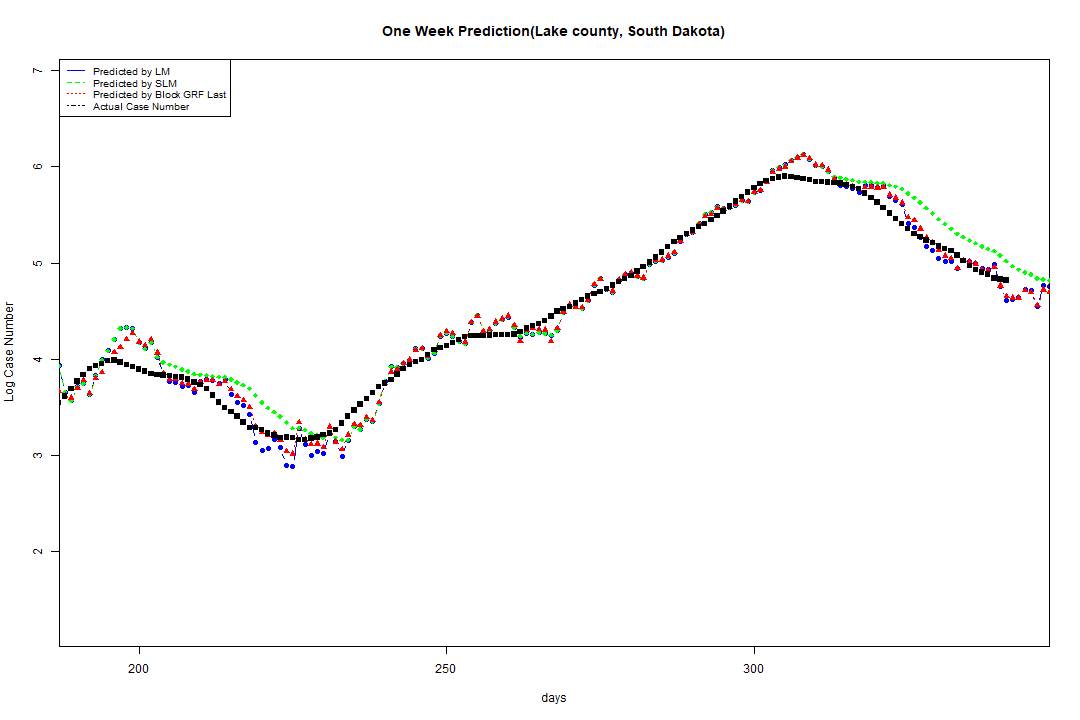 One Week Prediction(Lake county, South Dakota)
Predicted by LM
Predicted by SLM
Predicted by Block GRF Last
Actual Case Number
7
6
5
4
3
2
Log Case Number
200 250 300
days